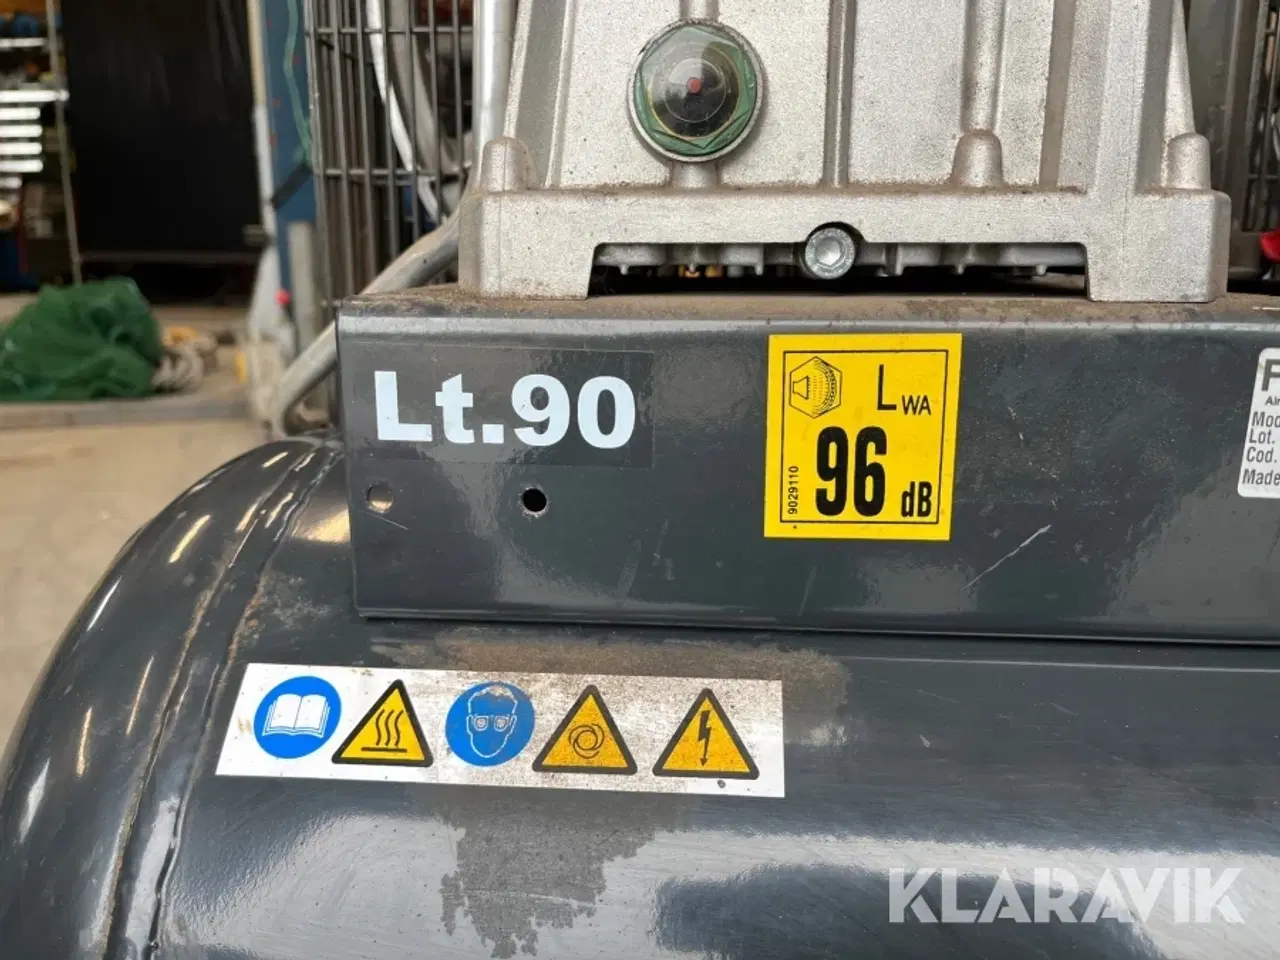 Lt.90
LWA
96 dB
9029110
Lot.
Cod.
Made
KLARAVIK